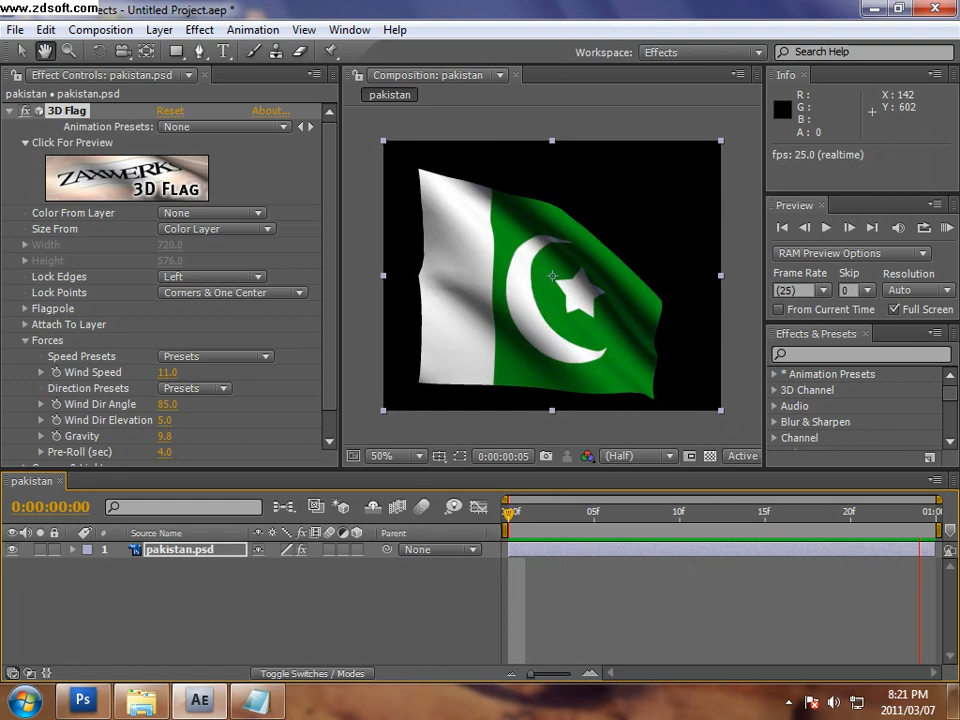 www.zdsoft.com ects - Untitled Project.aep *
File Edit Composition Layer Effect Animation View Window Help
Workspace: Effects Search Help
Effect Controls: pakistan.psd
pakistan • pakistan.psd
fx 3D Flag Reset About...
Animation Presets: None
Click For Preview
ZAXWERKS
3D FLAG
Color From Layer None
Size From Color Layer
Width 720.0
Height 576.0
Lock Edges Left
Lock Points Corners & One Center
Flagpole
Attach To Layer
Forces
Speed Presets Presets
Wind Speed 11.0
Direction Presets Presets
Wind Dir Angle 85.0
Wind Dir Elevation 5.0
Gravity 9.8
Pre-Roll (sec) 4.0
Composition: pakistan
pakistan
50% 0:00:00:05 (Half) Active
Info
R :
G :
B :
A : 0
X : 142
Y : 602
fps: 25.0 (realtime)
Preview
RAM Preview Options
Frame Rate Skip Resolution
(25) 0 Auto
From Current Time Full Screen
Effects & Presets
* Animation Presets
3D Channel
Audio
Blur & Sharpen
Channel
pakistan
0:00:00:00
05f 10f 15f 20f 01:0
# Source Name fx Parent
1 pakistan.psd fx None
Toggle Switches / Modes
Ps
AE
8:21 PM
2011/03/07